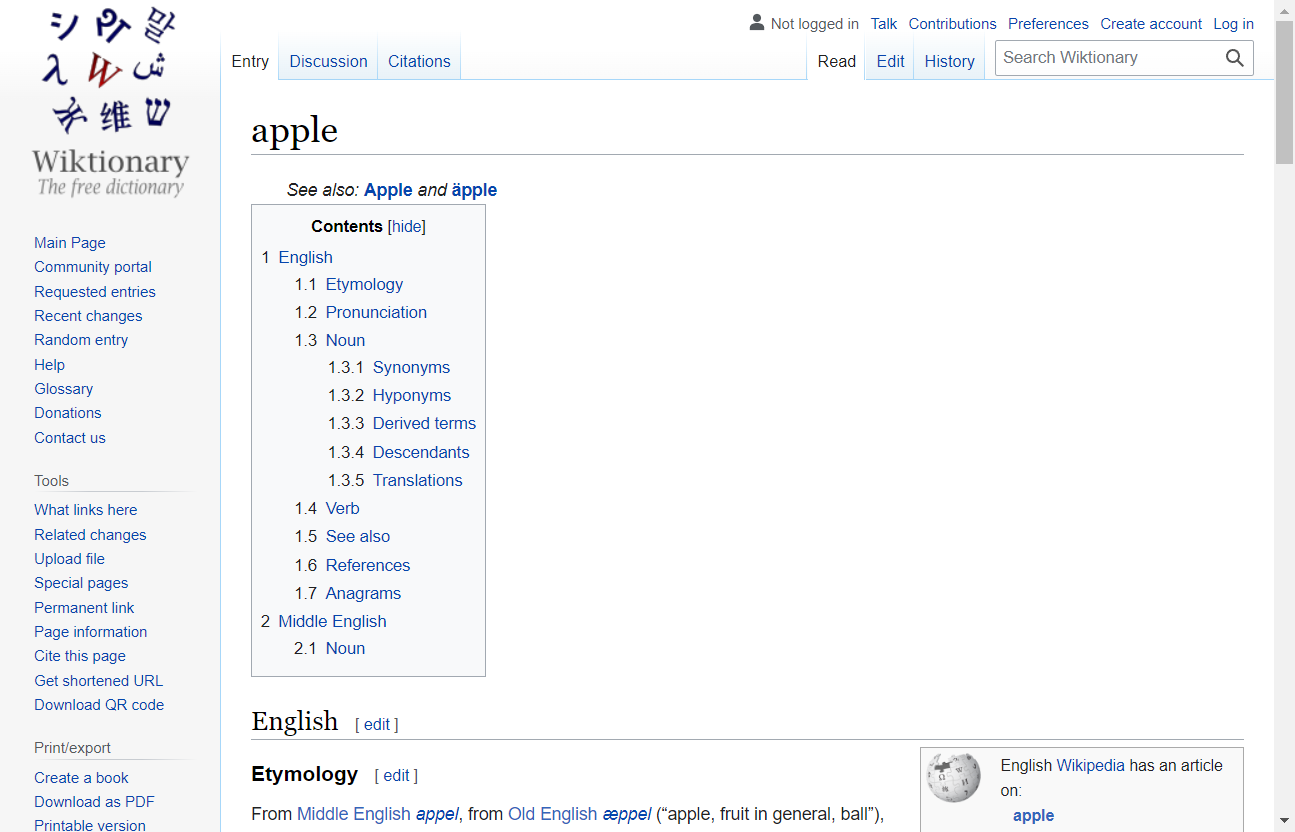 Not logged in Talk Contributions Preferences Create account Log in
Entry Discussion Citations Read Edit History Search Wiktionary
シ 말
λ W ش
维 ש
Wiktionary
The free dictionary
Main Page
Community portal
Requested entries
Recent changes
Random entry
Help
Glossary
Donations
Contact us
Tools
What links here
Related changes
Upload file
Special pages
Permanent link
Page information
Cite this page
Get shortened URL
Download QR code
Print/export
Create a book
Download as PDF
Printable version
apple
See also: Apple and äpple
Contents [hide]
1 English
1.1 Etymology
1.2 Pronunciation
1.3 Noun
1.3.1 Synonyms
1.3.2 Hyponyms
1.3.3 Derived terms
1.3.4 Descendants
1.3.5 Translations
1.4 Verb
1.5 See also
1.6 References
1.7 Anagrams
2 Middle English
2.1 Noun
English [ edit ]
Etymology [ edit ]
From Middle English appel, from Old English æppel (“apple, fruit in general, ball”),
English Wikipedia has an article
on:
apple